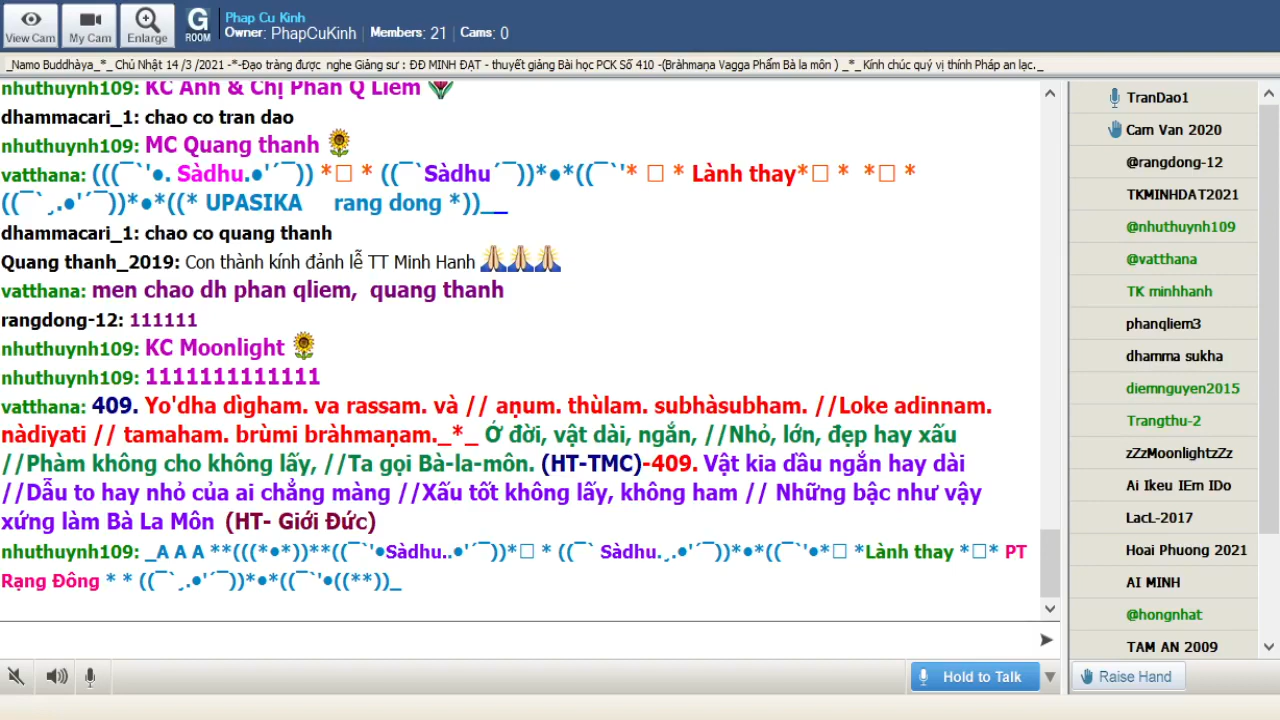 View Cam
My Cam
Enlarge
G
ROOM
Phap Cu Kinh
Owner: PhapCuKinh Members: 21 Cams: 0
_Namo Buddhàya_*_ Chủ Nhật 14 /3 /2021 -*-Đạo tràng được nghe Giảng sư : ĐĐ MINH ĐẠT - thuyết giảng Bài học PCK Số 410 -(Bràhmaṇa Vagga Phẩm Bà la môn ) _*_ Kính chúc quý vị thính Pháp an lạc._
nhuthuynh109: KC Anh & Chị Phan Q Liem
dhammacari_1: chao co tran dao
nhuthuynh109: MC Quang thanh 🌻
vatthana: (((¯`'●. Sàdhu.●'´¯)) *□ * ((¯`Sàdhu´¯))*●*((¯`'* □ * Lành thay*□ * *□ *
((¯`¸.●'´¯))*●*((* UPASIKA rang dong *))__
dhammacari_1: chao co quang thanh
Quang thanh_2019: Con thành kính đảnh lễ TT Minh Hanh 🙏🙏🙏
vatthana: men chao dh phan qliem, quang thanh
rangdong-12: 111111
nhuthuynh109: KC Moonlight 🌻
nhuthuynh109: 1111111111111
vatthana: 409. Yo'dha dìgham. va rassam. và // aṇum. thùlam. subhàsubham. //Loke adinnam.
nàdiyati // tamaham. brùmi bràhmaṇam._*_ Ớ đời, vật dài, ngắn, //Nhỏ, lớn, đẹp hay xấu
//Phàm không cho không lấy, //Ta gọi Bà-la-môn. (HT-TMC)-409. Vật kia dầu ngắn hay dài
//Dẫu to hay nhỏ của ai chẳng màng //Xấu tốt không lấy, không ham // Những bậc như vậy
xứng làm Bà La Môn (HT- Giới Đức)
nhuthuynh109: _A A A **(((*●*))**((¯`'●Sàdhu..●'´¯))*□ * ((¯` Sàdhu.¸.●'´¯))*●*((¯`'●*□ *Lành thay *□* PT
Rạng Đông * * ((¯`¸.●'´¯))*●*((¯`'●((**))_
TranDao1
Cam Van 2020
@rangdong-12
TKMINHDAT2021
@nhuthuynh109
@vatthana
TK minhhanh
phanqliem3
dhamma sukha
diemnguyen2015
Trangthu-2
zZzMoonlightzZz
Ai Ikeu IErn IDo
LacL-2017
Hoai Phuong 2021
AI MINH
@hongnhat
TAM AN 2009
Hold to Talk
Raise Hand